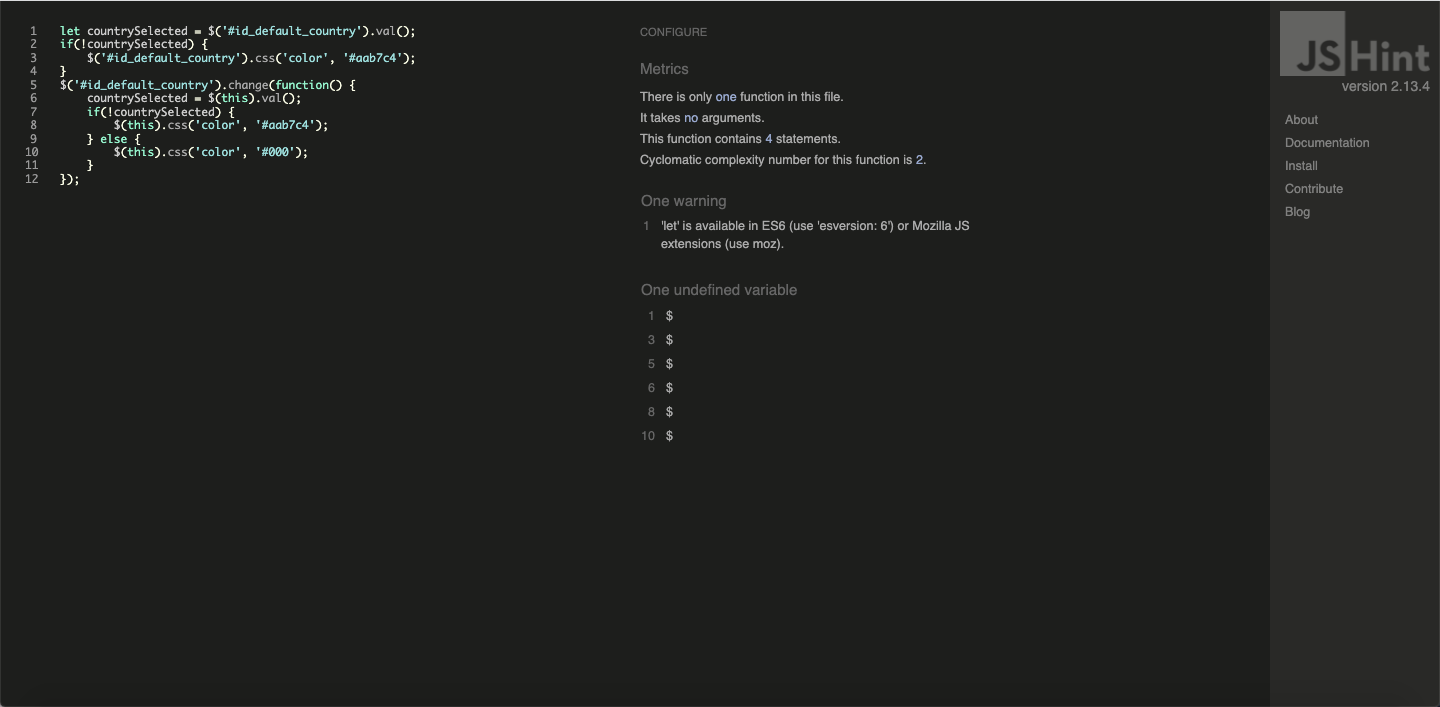 1 let countrySelected = $('#id_default_country').val();
2 if(!countrySelected) {
3 $('#id_default_country').css('color', '#aab7c4');
4 }
5 $('#id_default_country').change(function() {
6 countrySelected = $(this).val();
7 if(!countrySelected) {
8 $(this).css('color', '#aab7c4');
9 } else {
10 $(this).css('color', '#000');
11 }
12 });
CONFIGURE
Metrics
There is only one function in this file.
It takes no arguments.
This function contains 4 statements.
Cyclomatic complexity number for this function is 2.
One warning
1 'let' is available in ES6 (use 'esversion: 6') or Mozilla JS
extensions (use moz).
One undefined variable
1 $
3 $
5 $
6 $
8 $
10 $
JSHint
version 2.13.4
About
Documentation
Install
Contribute
Blog